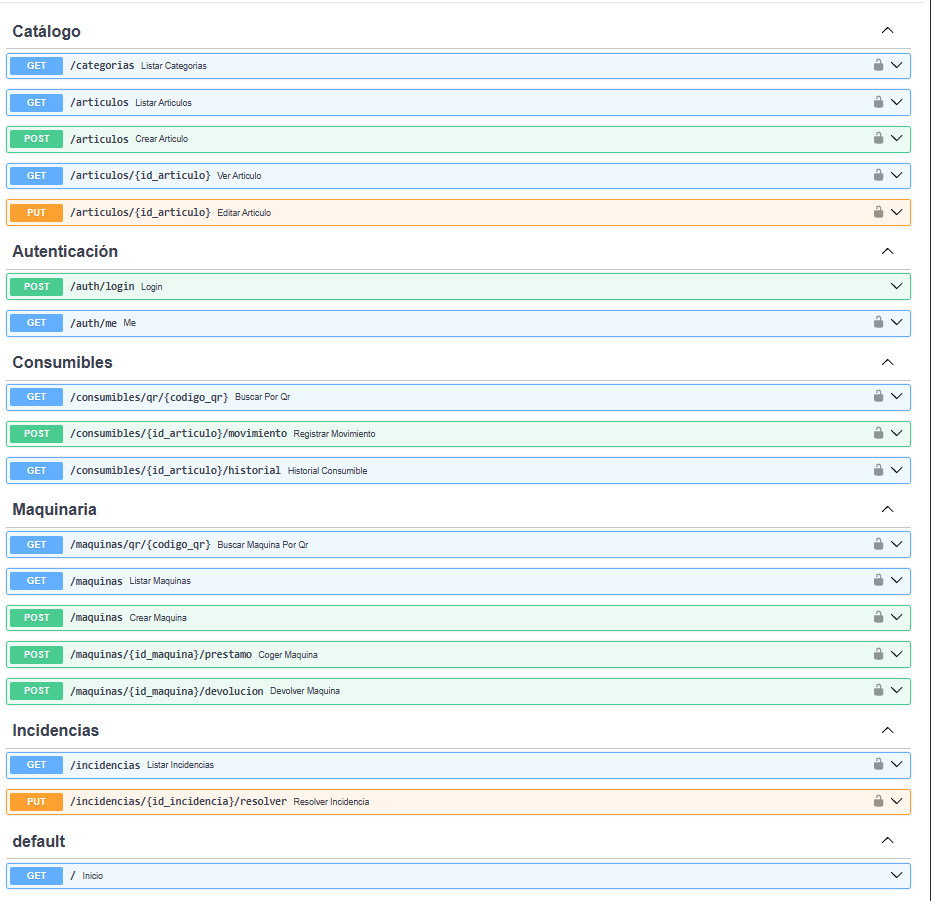 Catálogo
GET /categorias Listar Categorias
GET /articulos Listar Articulos
POST /articulos Crear Articulo
GET /articulos/{id_articulo} Ver Articulo
PUT /articulos/{id_articulo} Editar Articulo
Autenticación
POST /auth/login Login
GET /auth/me Me
Consumibles
GET /consumibles/qr/{codigo_qr} Buscar Por Qr
POST /consumibles/{id_articulo}/movimiento Registrar Movimiento
GET /consumibles/{id_articulo}/historial Historial Consumible
Maquinaria
GET /maquinas/qr/{codigo_qr} Buscar Maquina Por Qr
GET /maquinas Listar Maquinas
POST /maquinas Crear Maquina
POST /maquinas/{id_maquina}/prestamo Coger Maquina
POST /maquinas/{id_maquina}/devolucion Devolver Maquina
Incidencias
GET /incidencias Listar Incidencias
PUT /incidencias/{id_incidencia}/resolver Resolver Incidencia
default
GET / Inicio